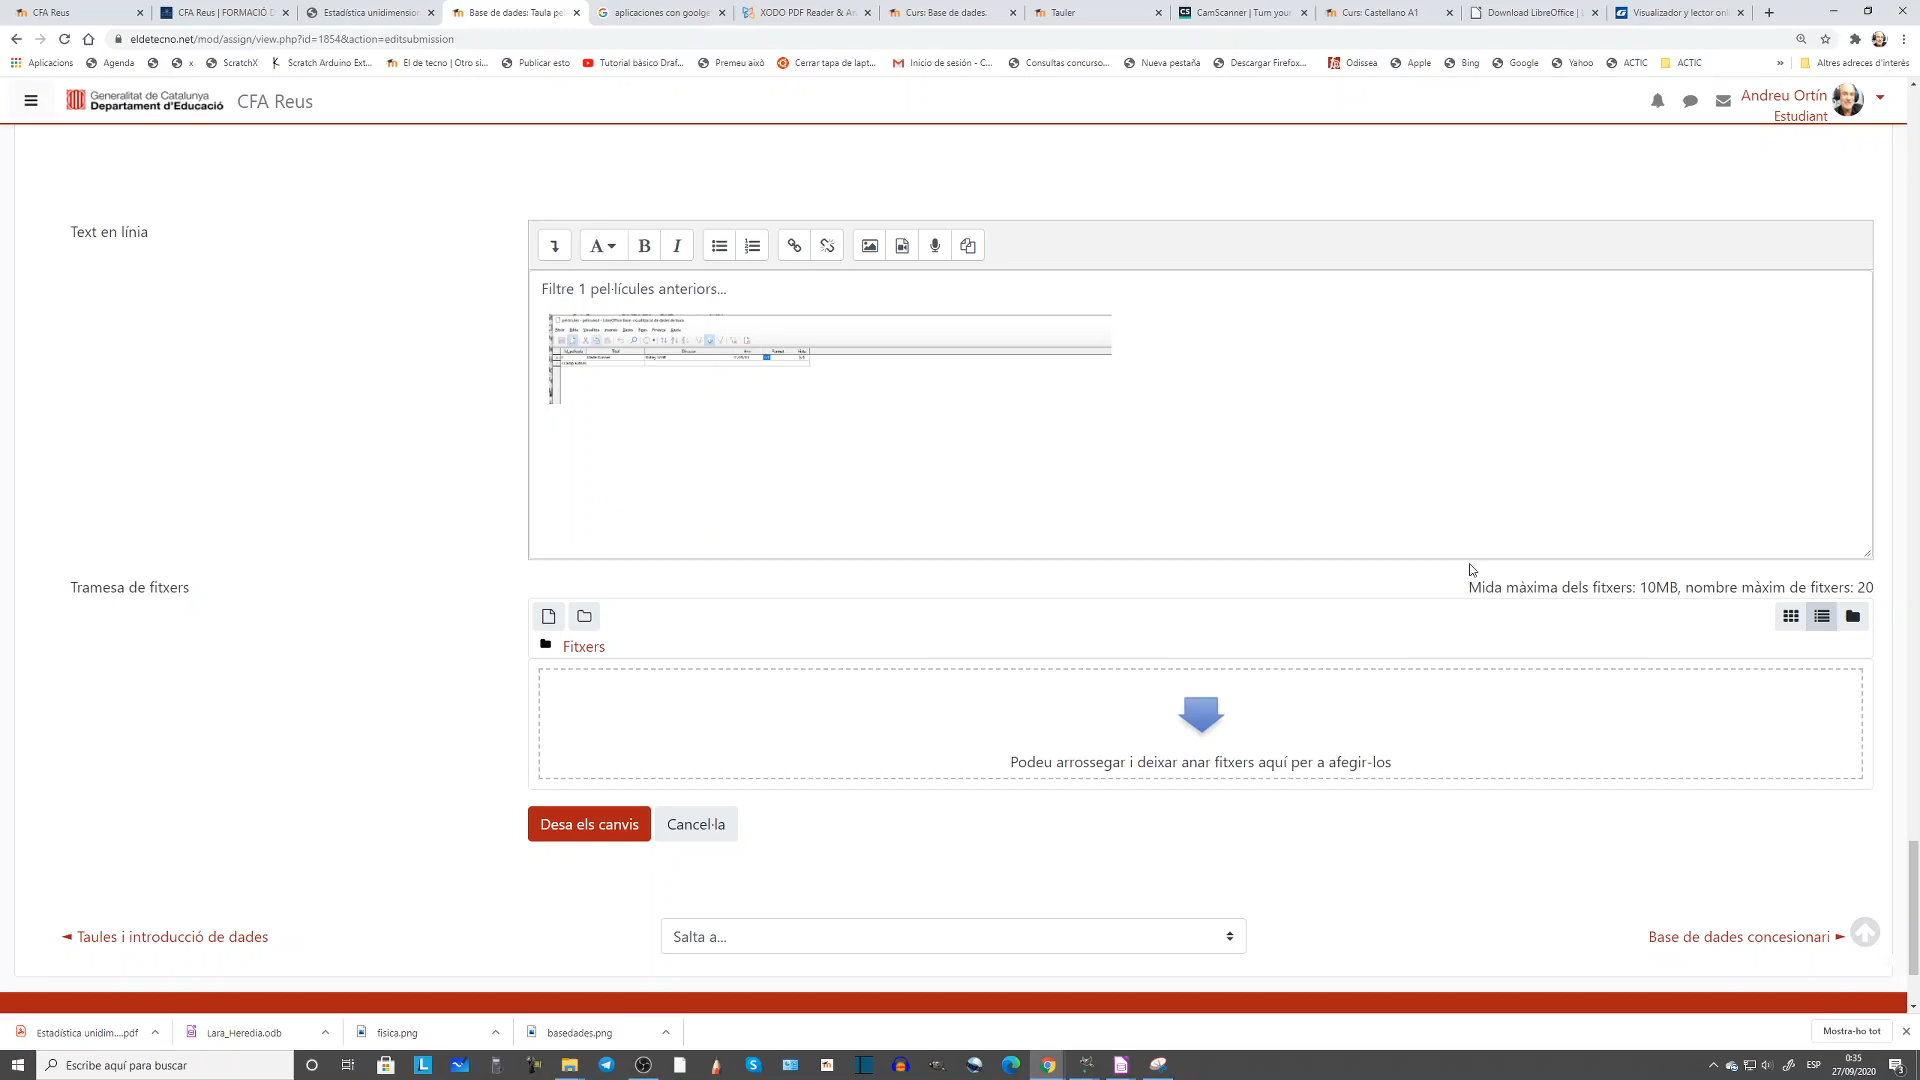 CFA Reus
CFA Reus | FORMACIÓ D
Estadística unidimension
Base de dades: Taula pel
aplicaciones con goolge
XODO PDF Reader & An
Curs: Base de dades.
Tauler
CamScanner | Turn your
Curs: Castellano A1
Download LibreOffice | L
Visualizador y lector onl
eldetecno.net/mod/assign/view.php?id=1854&action=editsubmission
Aplicacions
Agenda
x
ScratchX
Scratch Arduino Ext...
El de tecno | Otro si...
Publicar esto
Tutorial básico Draf...
Premeu això
Cerrar tapa de lapt...
Inicio de sesión - C...
Consultas concurso...
Nueva pestaña
Descargar Firefox...
Odissea
Apple
Bing
Google
Yahoo
ACTIC
ACTIC
»
Altres adreces d'interès
Generalitat de Catalunya
Departament d'Educació
CFA Reus
Andreu Ortín
Estudiant
Text en línia
Filtre 1 pel·lícules anteriors...
Tramesa de fitxers
Mida màxima dels fitxers: 10MB, nombre màxim de fitxers: 20
Fitxers
Podeu arrossegar i deixar anar fitxers aquí per a afegir-los
Desa els canvis
Cancel·la
◄ Taules i introducció de dades
Salta a...
Base de dades concesionari ►
Estadística unidim....pdf
Lara_Heredia.odb
fisica.png
basedades.png
Mostra-ho tot
Escribe aquí para buscar
ESP
0:35
27/09/2020